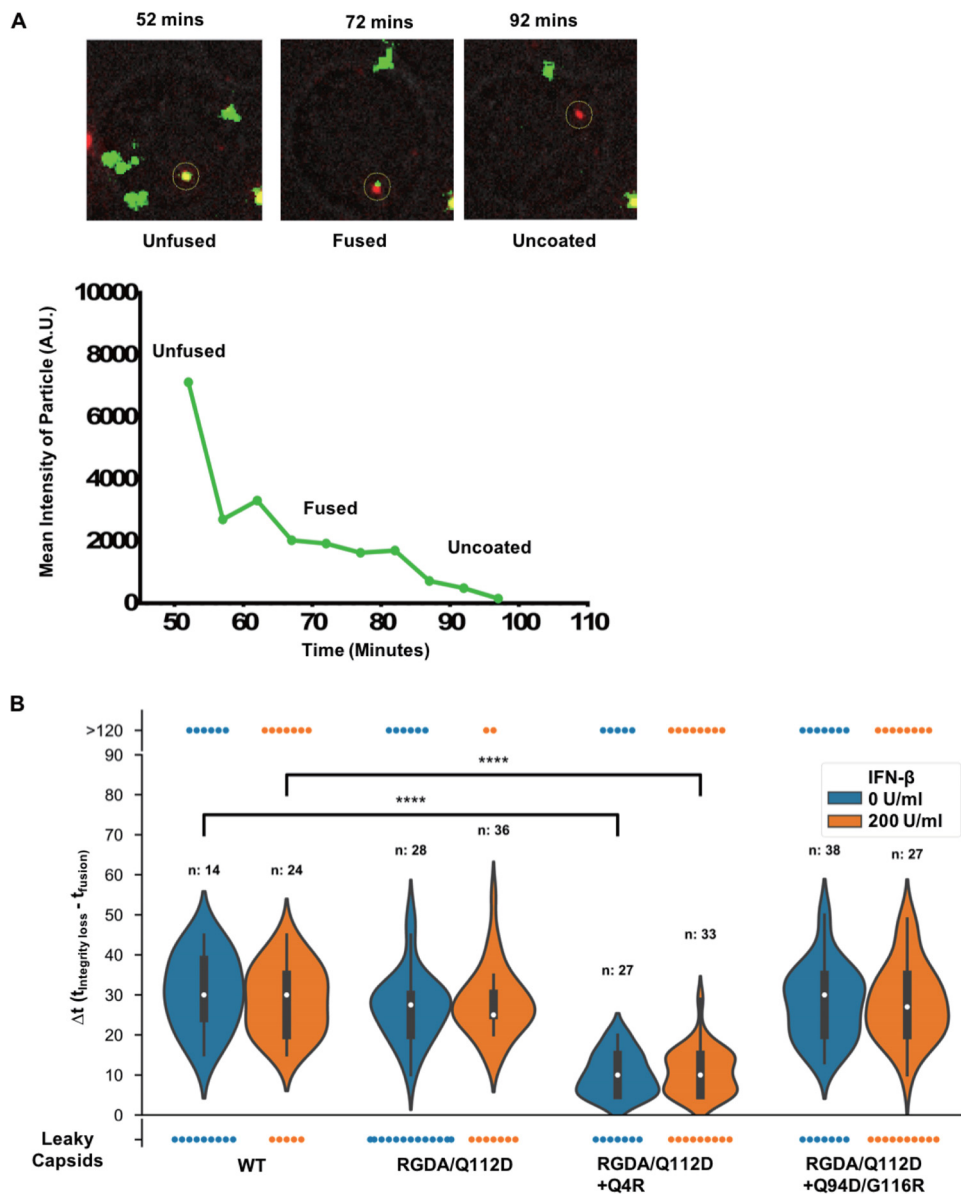 A
52 mins
72 mins
92 mins
Unfused
Fused
Uncoated
10000
8000
6000
4000
2000
0
Mean Intensity of Particle (A.U.)
Unfused
Fused
Uncoated
50 60 70 80 90 100 110
Time (Minutes)
B
>120
90
80
70
60
50
40
30
20
10
0
Δt (tIntegrity loss - tfusion)
****
****
IFN-β
0 U/ml
200 U/ml
n: 14
n: 24
n: 28
n: 36
n: 27
n: 33
n: 38
n: 27
Leaky
Capsids
WT
RGDA/Q112D
RGDA/Q112D
+Q4R
RGDA/Q112D
+Q94D/G116R